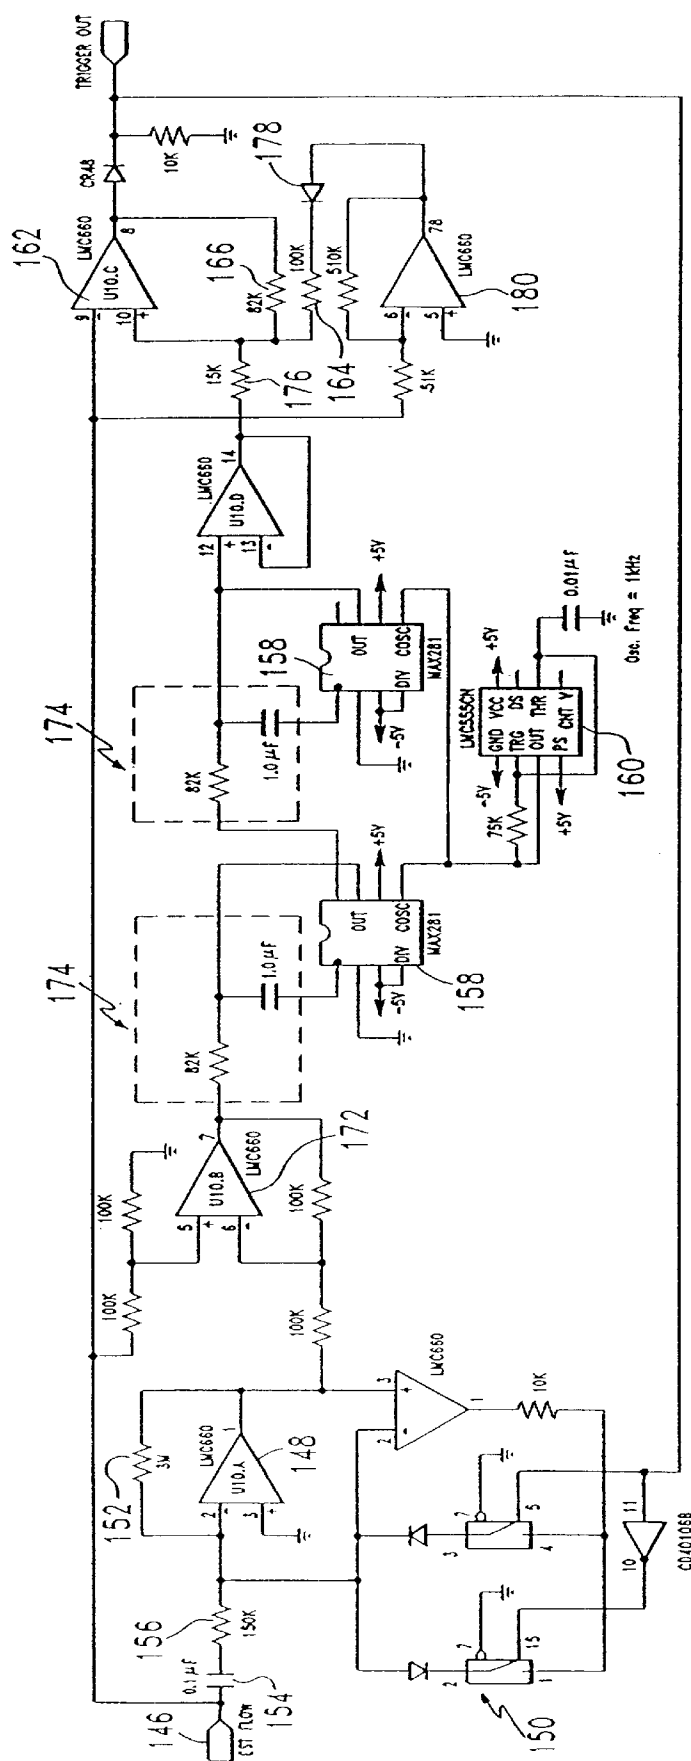 146
EST FLOW
0.1µF
154
156
150K
152
3M
2
-
3
+
LMC660
U10.A
1
148
100K
100K
100K
100K
5
+
6
-
U10.B
7
LMC660
172
2
-
3
+
LMC660
1
10K
3
7
5
4
2
7
15
1
150
11
10
CD40106B
174
82K
1.0µF
OUT
COSC
DIV
-5V
+5V
MAX281
158
174
82K
1.0µF
158
OUT
COSC
DIV
-5V
+5V
MAX281
LMC555CN
GND VCC
TRG DS
OUT THR
PS CNT V
-5V
+5V
75K
+5V
160
0.01µF
Osc. Freq = 1kHz
12
+
13
-
LMC660
U10.D
14
15K
176
162
9
-
10
+
LMC660
U10.C
8
82K
166
100K
164
178
510K
51K
6
-
5
+
78
LMC660
180
CR48
10K
TRIGGER OUT